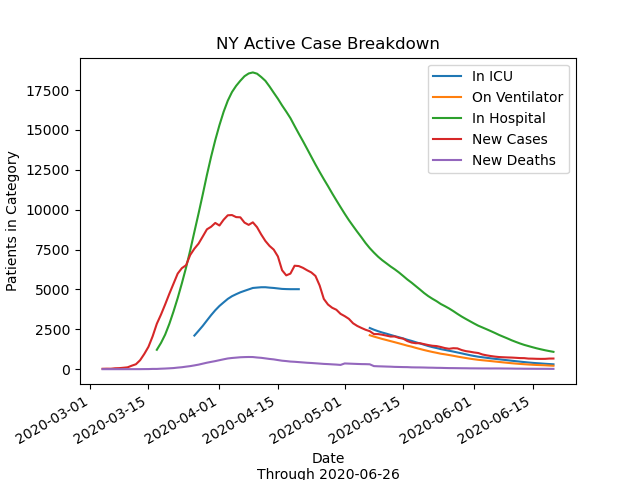 NY Active Case Breakdown
In ICU
On Ventilator
In Hospital
New Cases
New Deaths
Patients in Category
17500
15000
12500
10000
7500
5000
2500
0
2020-03-01
2020-03-15
2020-04-01
2020-04-15
2020-05-01
2020-05-15
2020-06-01
2020-06-15
Date
Through 2020-06-26